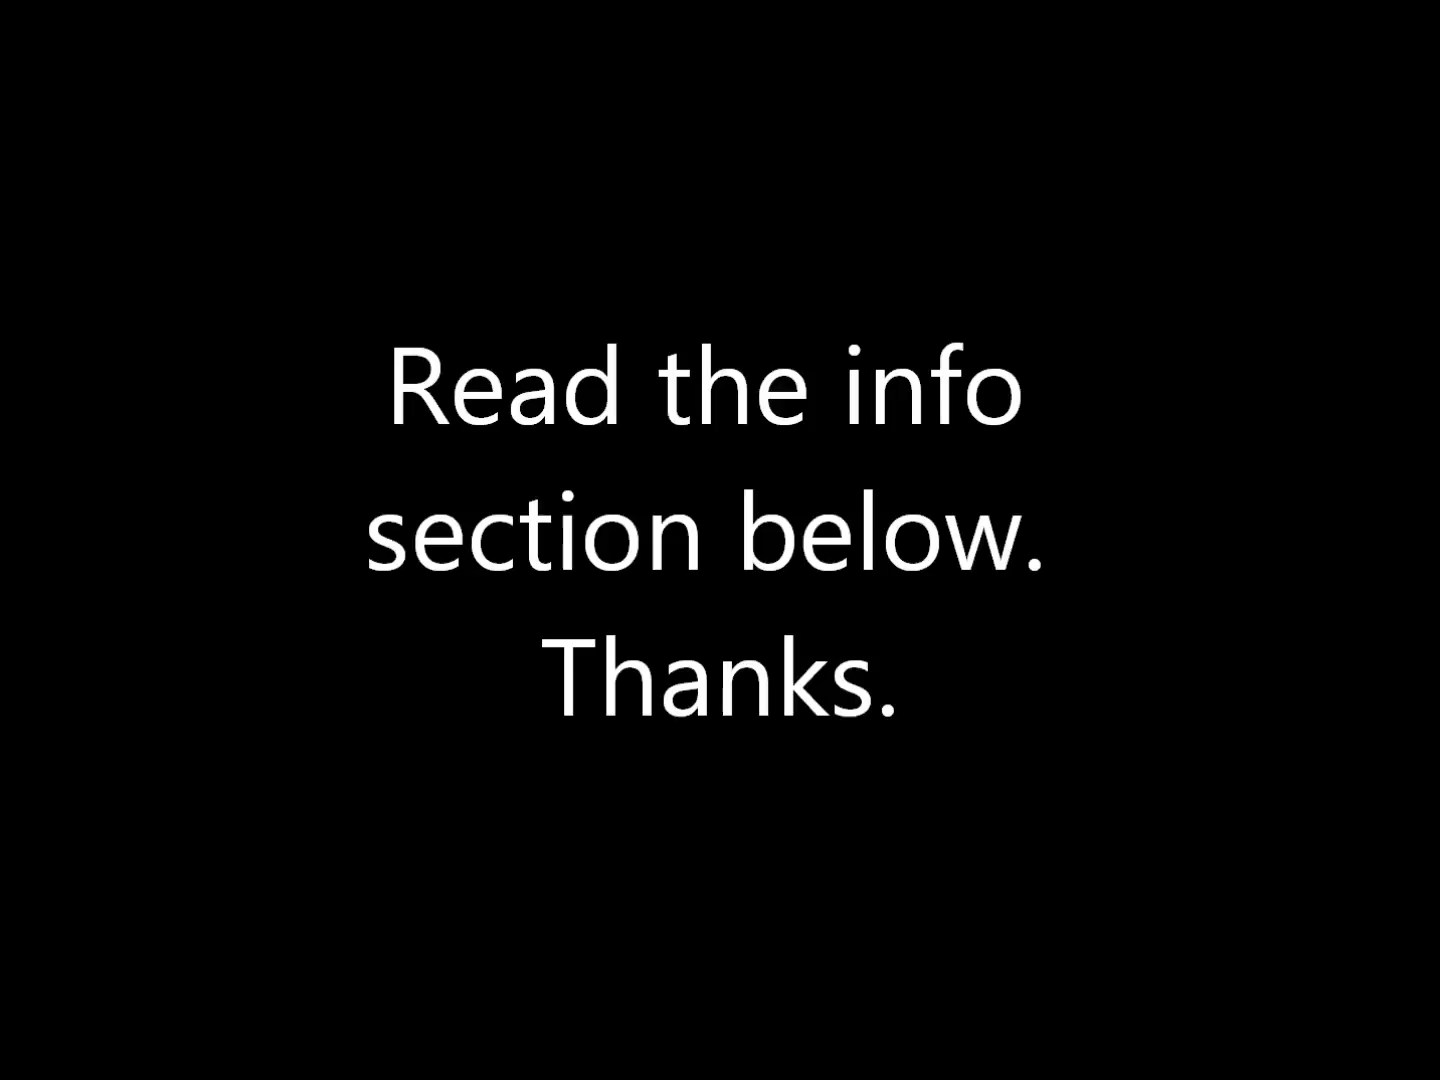 Read the info
section below.
Thanks.